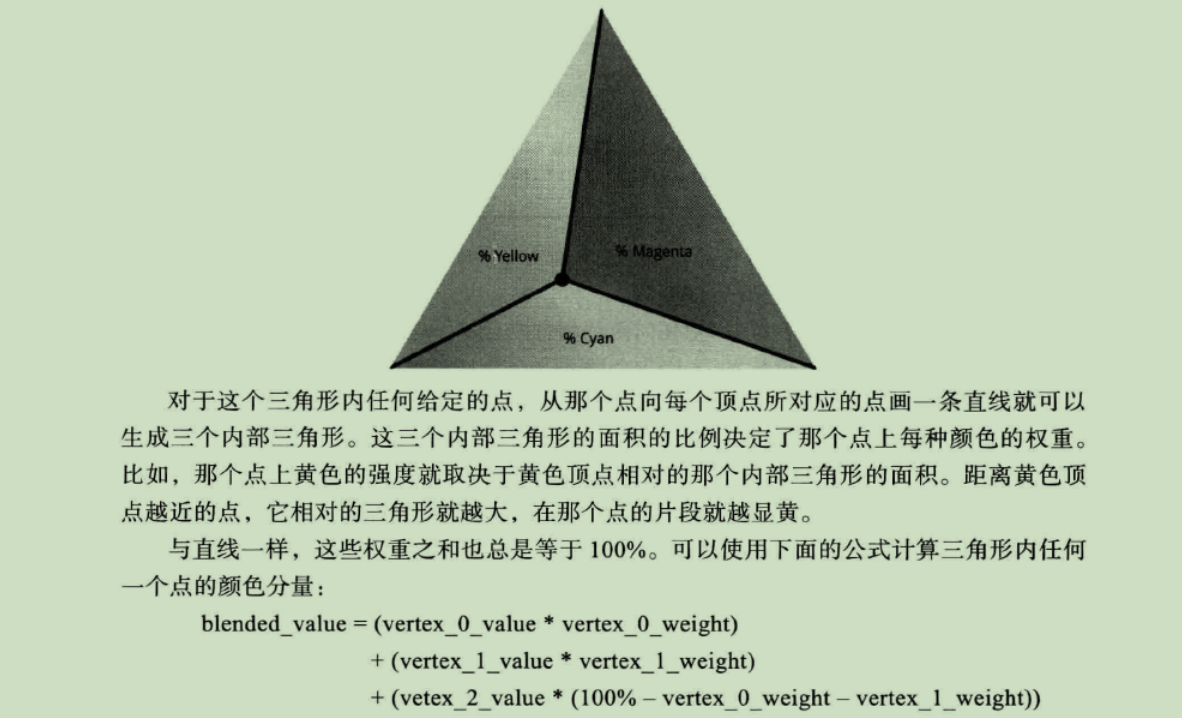 % Yellow
% Magenta
% Cyan
对于这个三角形内任何给定的点，从那个点向每个顶点所对应的点画一条直线就可以
生成三个内部三角形。这三个内部三角形的面积的比例决定了那个点上每种颜色的权重。
比如，那个点上黄色的强度就取决于黄色顶点相对的那个内部三角形的面积。距离黄色顶
点越近的点，它相对的三角形就越大，在那个点的片段就越显黄。
与直线一样，这些权重之和也总是等于 100%。可以使用下面的公式计算三角形内任何
一个点的颜色分量：
blended_value = (vertex_0_value * vertex_0_weight)
+ (vertex_1_value * vertex_1_weight)
+ (vetex_2_value * (100% – vertex_0_weight – vertex_1_weight))